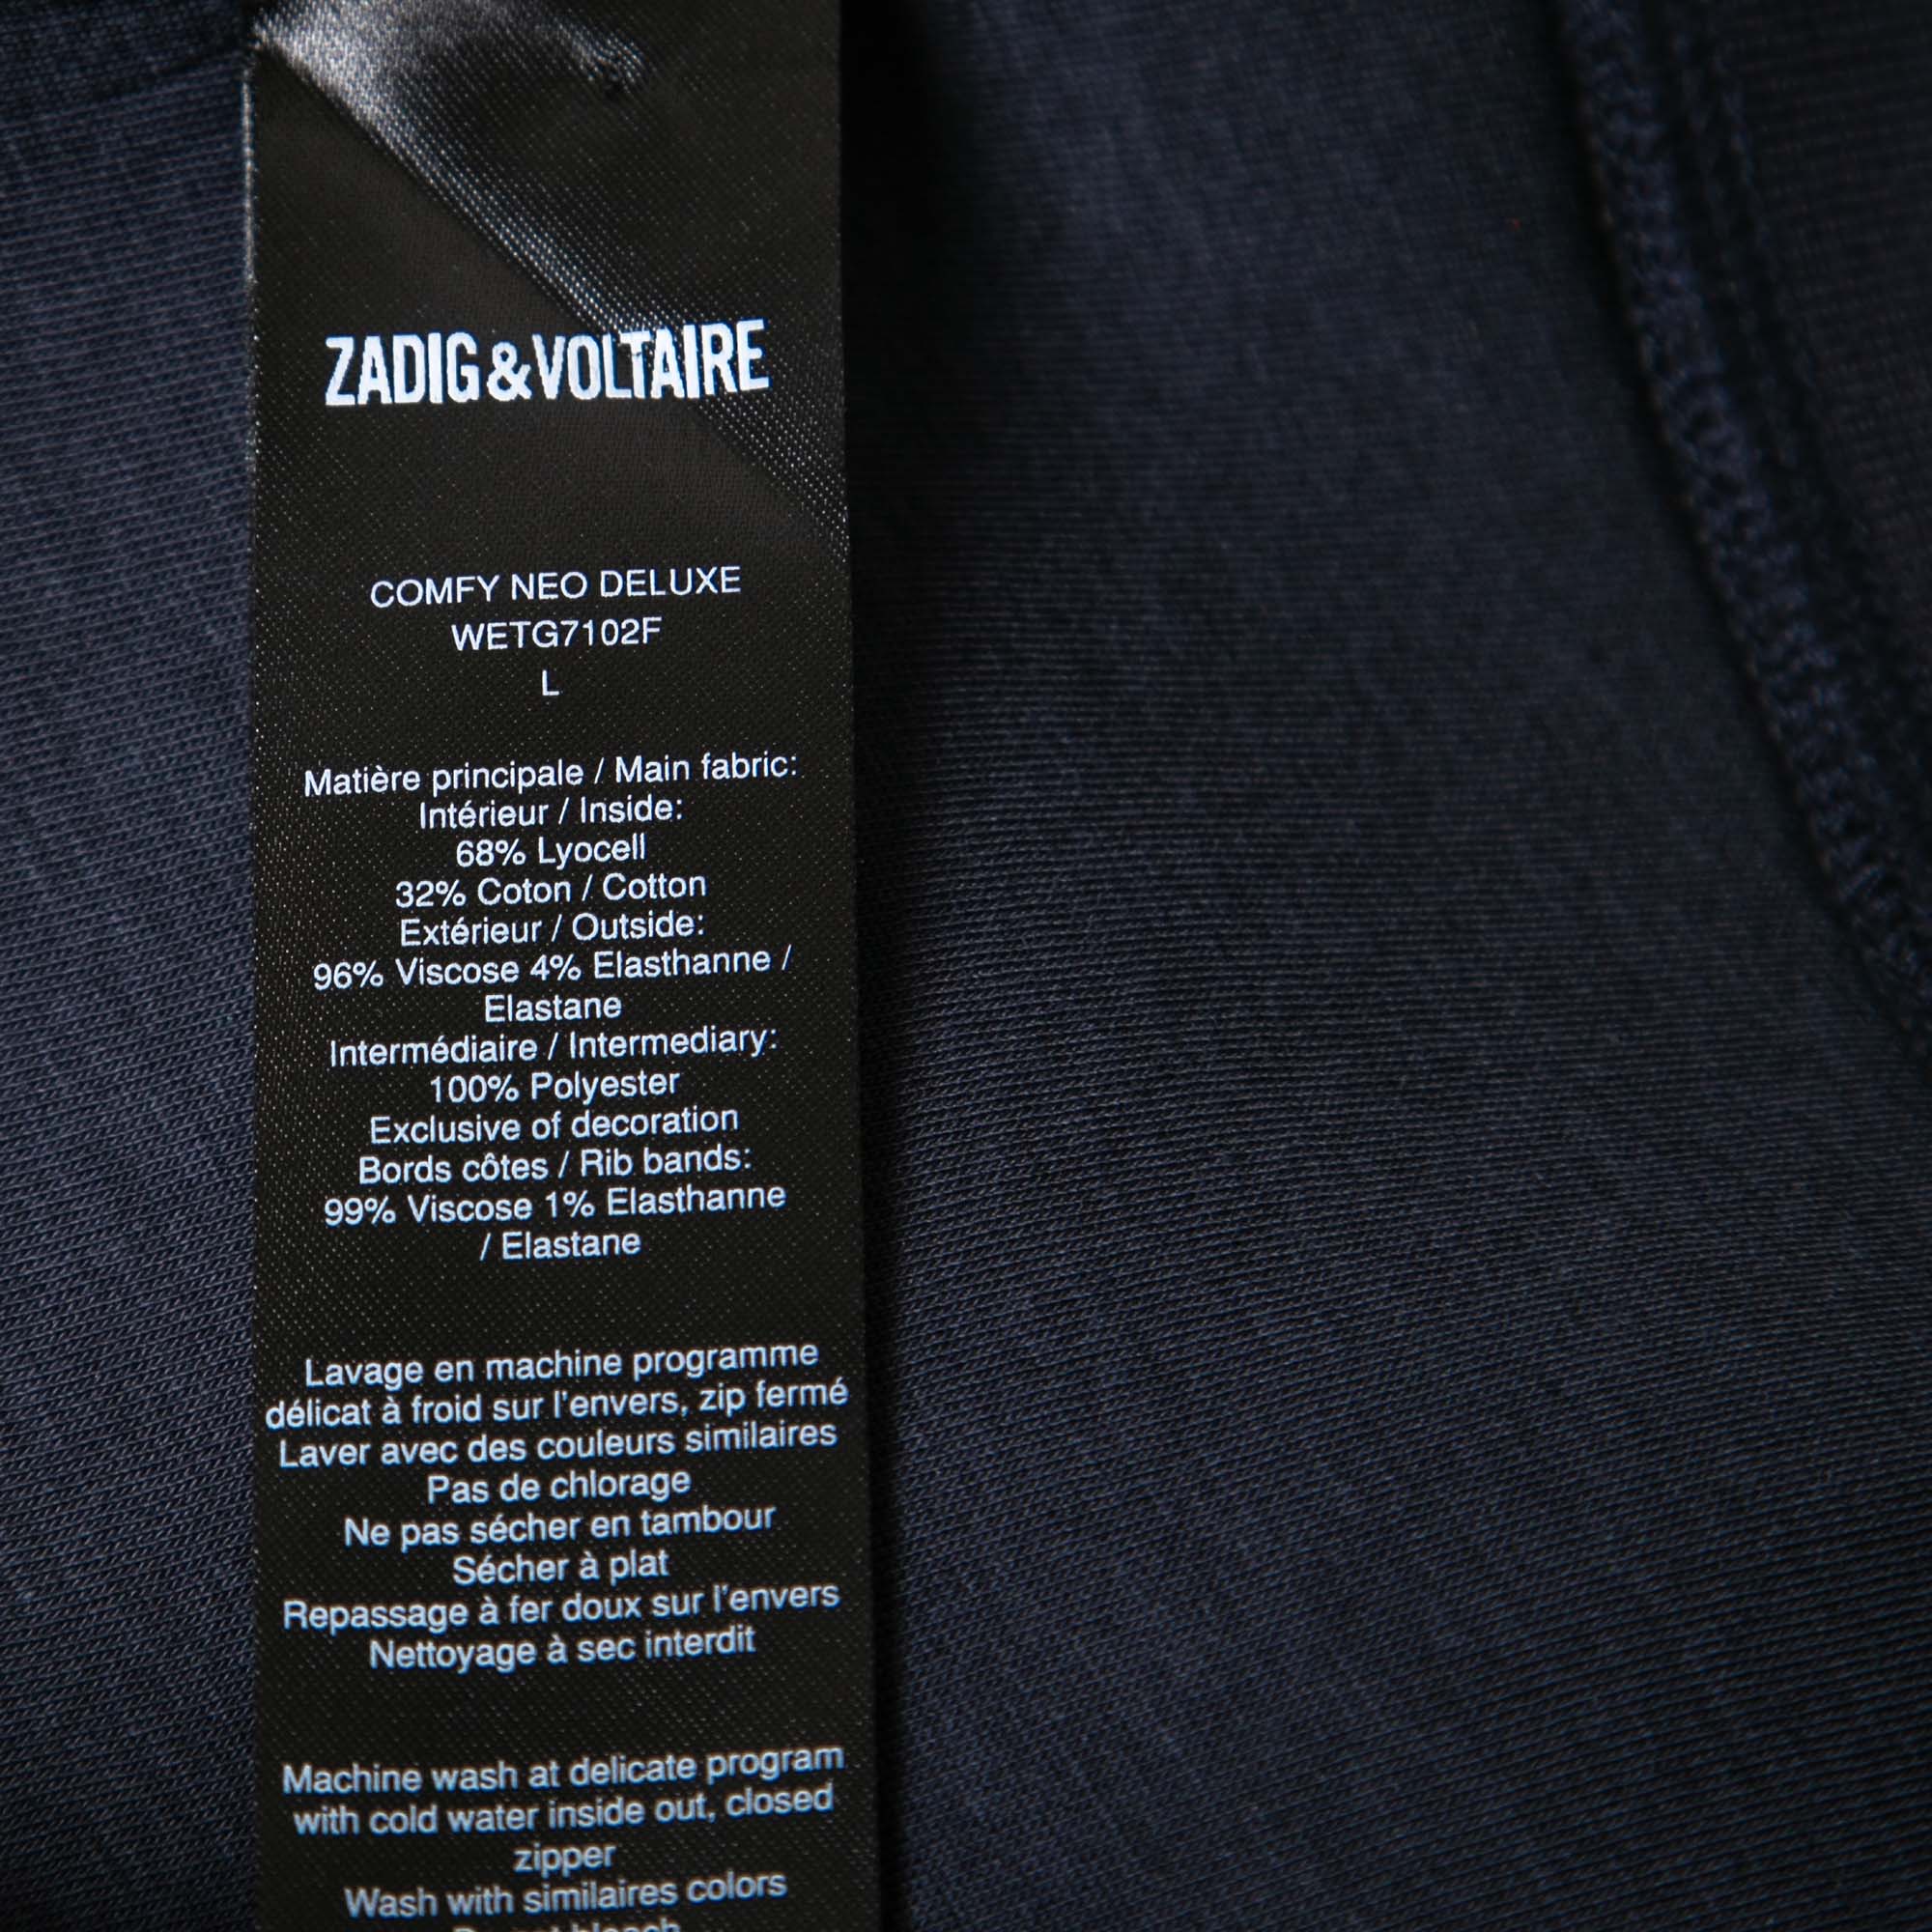 ZADIG&VOLTAIRE
COMFY NEO DELUXE
WETG7102F
L
Matière principale / Main fabric:
Intérieur / Inside:
68% Lyocell
32% Coton / Cotton
Extérieur / Outside:
96% Viscose 4% Elasthanne /
Elastane
Intermédiaire / Intermediary:
100% Polyester
Exclusive of decoration
Bords côtes / Rib bands:
99% Viscose 1% Elasthanne
/ Elastane
Lavage en machine programme
délicat à froid sur l'envers, zip fermé
Laver avec des couleurs similaires
Pas de chlorage
Ne pas sécher en tambour
Sécher à plat
Repassage à fer doux sur l'envers
Nettoyage à sec interdit
Machine wash at delicate program
with cold water inside out, closed
zipper
Wash with similaires colors
bleach